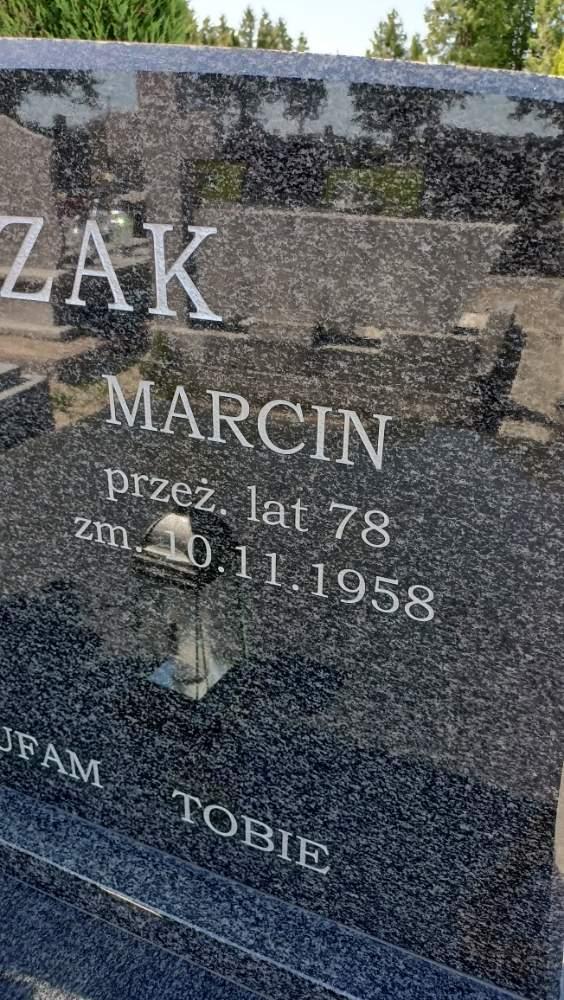 ZAK
MARCIN
przeż. lat 78
zm. 10.11.1958
UFAM TOBIE